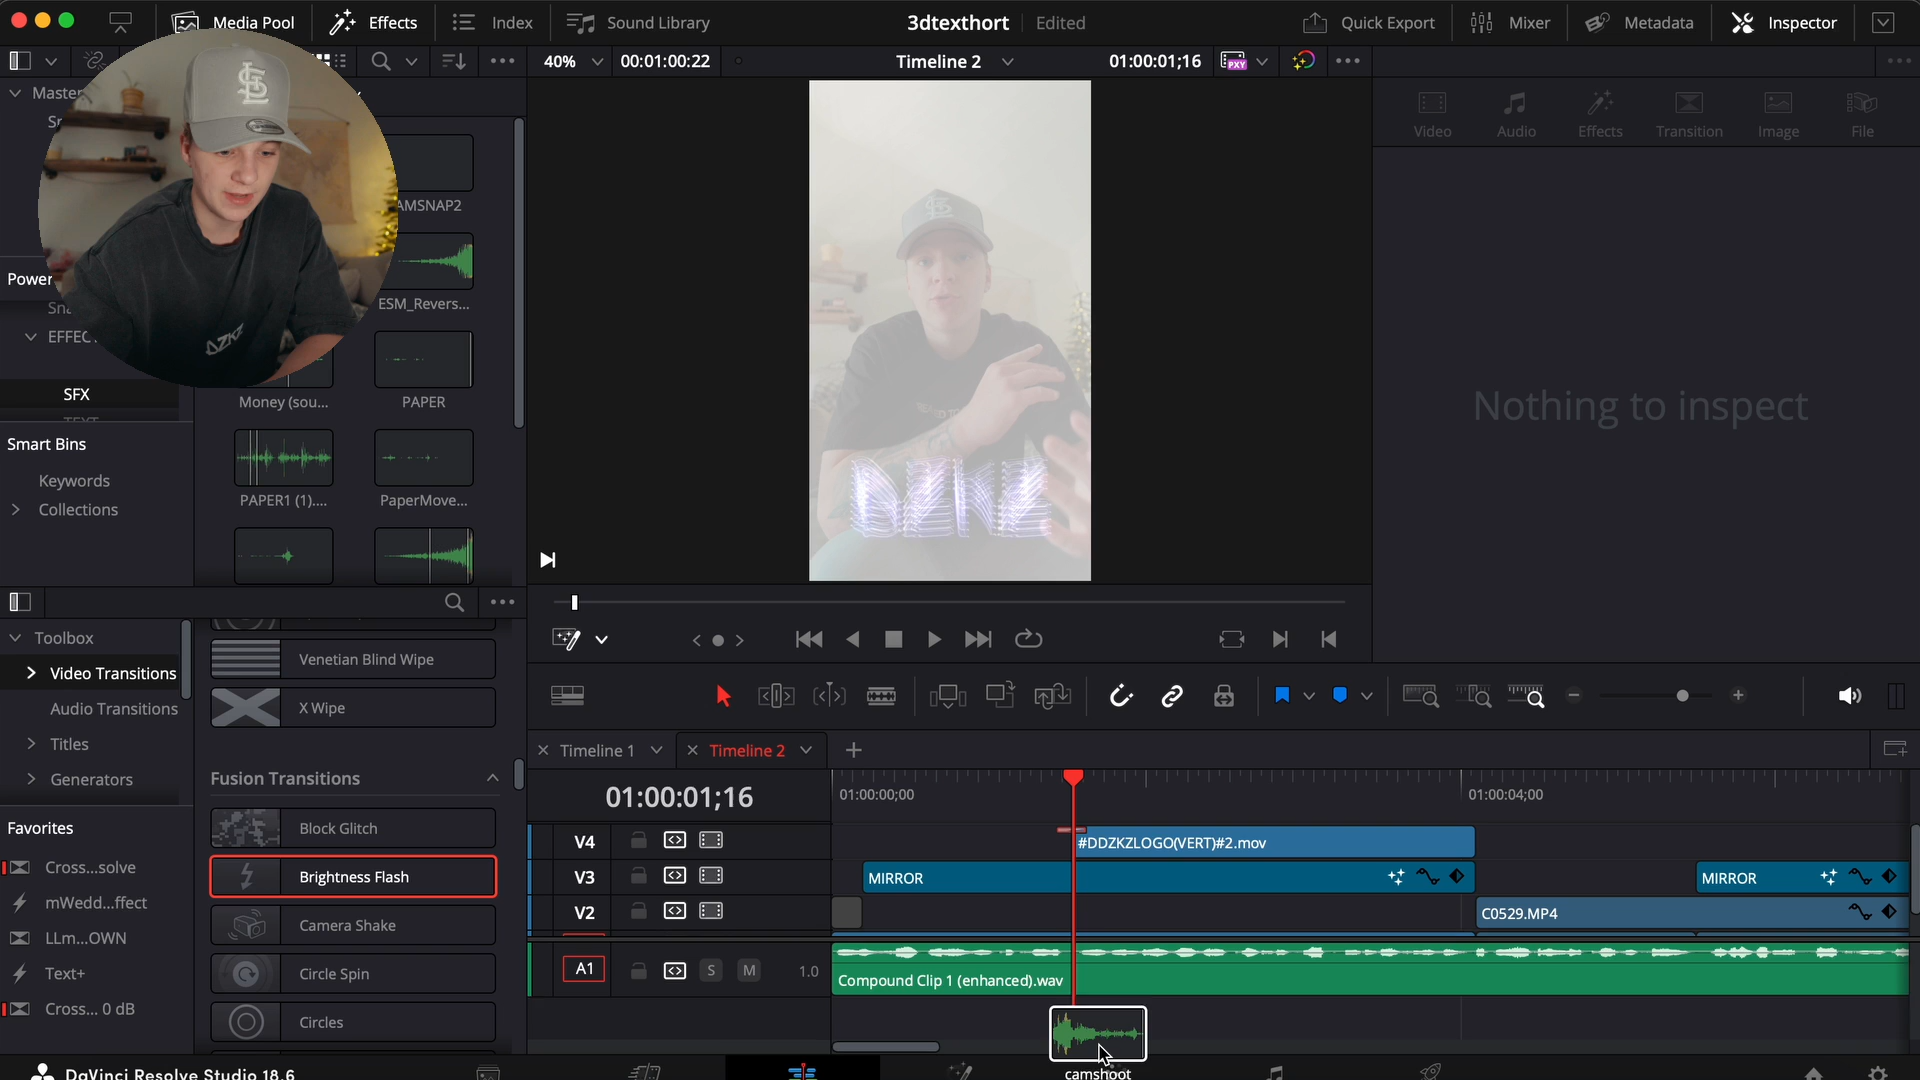 Media Pool
Effects
Index
Sound Library
3dtexthort
Edited
Quick Export
Mixer
Metadata
Inspector
40%
00:01:00:22
Timeline 2
01:00:01;16
PXY
Master
AMSNAP2
ESM_Revers...
Power
EFFEC
SFX
Money (sou...
PAPER
PAPER1 (1)....
PaperMove...
Smart Bins
Keywords
Collections
DZKZ
DZKZ
Video
Audio
Effects
Transition
Image
File
Nothing to inspect
Toolbox
Video Transitions
Audio Transitions
Titles
Generators
Favorites
Cross...solve
mWedd...ffect
LLm...OWN
Text+
Cross... 0 dB
Venetian Blind Wipe
X Wipe
Fusion Transitions
Block Glitch
Brightness Flash
Camera Shake
Circle Spin
Circles
Timeline 1
Timeline 2
01:00:01;16
01:00:00;00
01:00:04;00
V4
#DDZKZLOGO(VERT)#2.mov
V3
MIRROR
MIRROR
V2
C0529.MP4
A1
S
M
1.0
Compound Clip 1 (enhanced).wav
camshoot
DaVinci Resolve Studio 18.6